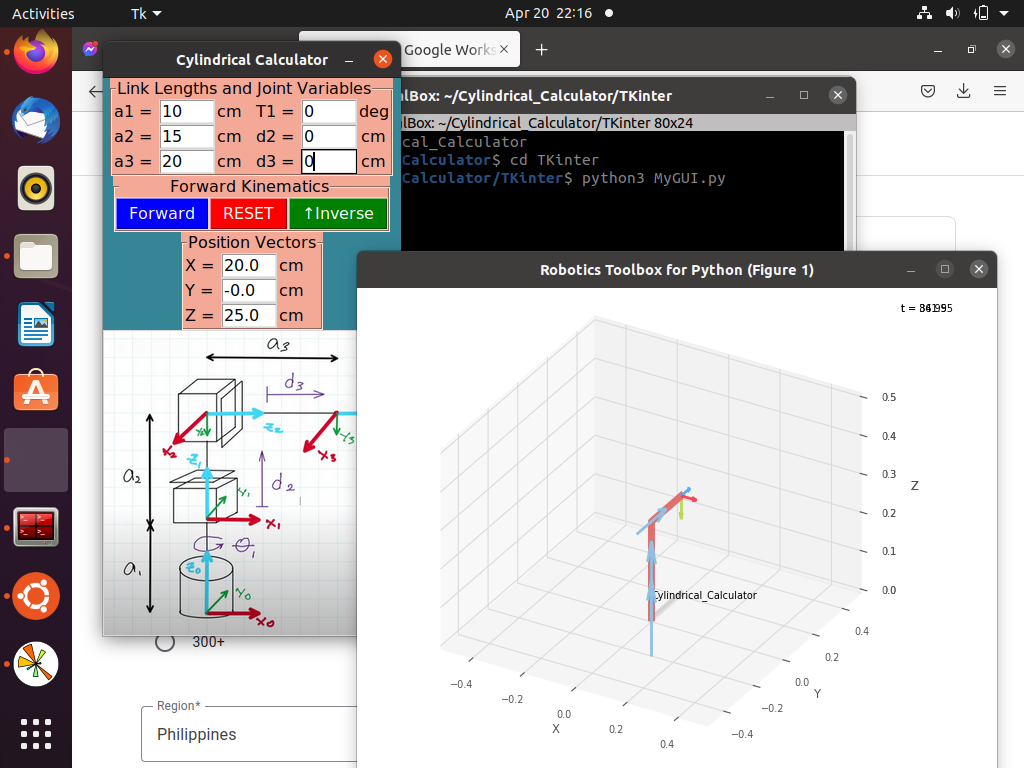 Activities
Tk
Apr 20 22:16
Google Works
Cylindrical Calculator
Link Lengths and Joint Variables
a1 = 10 cm T1 = 0 deg
a2 = 15 cm d2 = 0 cm
a3 = 20 cm d3 = 0 cm
Forward Kinematics
Forward RESET ↑Inverse
Position Vectors
X = 20.0 cm
Y = -0.0 cm
Z = 25.0 cm
alBox: ~/Cylindrical_Calculator/TKinter
lBox: ~/Cylindrical_Calculator/TKinter 80x24
cal_Calculator
Calculator$ cd TKinter
Calculator/TKinter$ python3 MyGUI.py
a3
d3
z2
x2
y3
x3
z1
a2
d2
y1
x1
θ1
a1
z0
y0
x0
Robotics Toolbox for Python (Figure 1)
t =
0.5
0.4
0.3
Z
0.2
0.1
0.0
Cylindrical_Calculator
0.4
0.2
0.0
Y
−0.2
−0.4
−0.4
−0.2
0.0
X
0.2
0.4
300+
Region*
Philippines